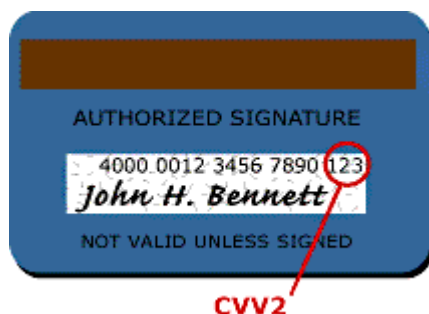 AUTHORIZED SIGNATURE
4000 0012 3456 7890 123
John H. Bennett
NOT VALID UNLESS SIGNED
CVV2